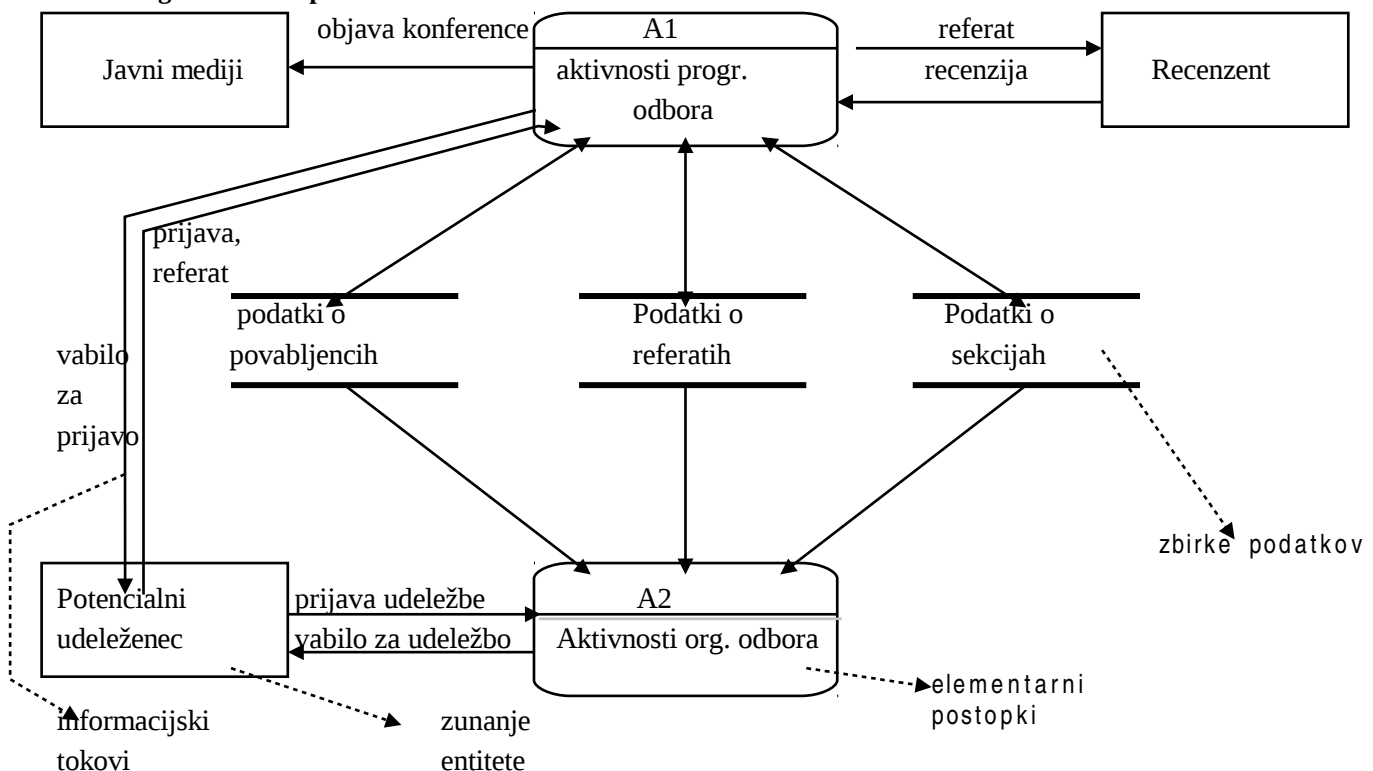 objava konference
A1
referat
Javni mediji
aktivnosti progr.
odbora
recenzija
Recenzent
prijava,
referat
podatki o
povabljencih
Podatki o
referatih
Podatki o
sekcijah
vabilo
za
prijavo
zbirke podatkov
Potencialni
udeleženec
prijava udeležbe
vabilo za udeležbo
A2
Aktivnosti org. odbora
elementarni
postopki
informacijski
tokovi
zunanje
entitete